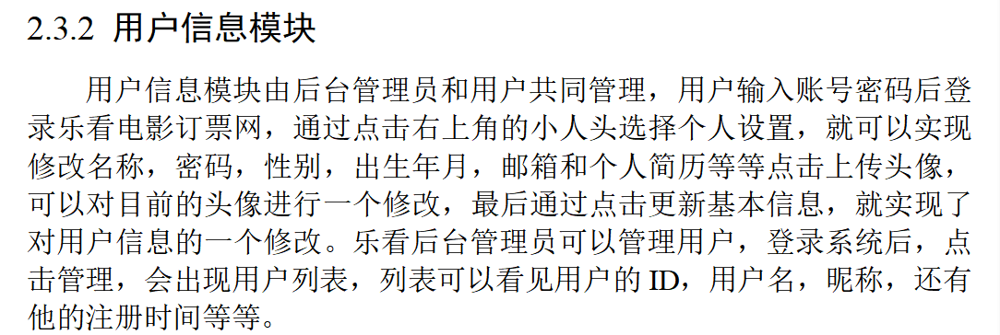 2.3.2 用户信息模块
用户信息模块由后台管理员和用户共同管理，用户输入账号密码后登
录乐看电影订票网，通过点击右上角的小人头选择个人设置，就可以实现
修改名称，密码，性别，出生年月，邮箱和个人简历等等点击上传头像，
可以对目前的头像进行一个修改，最后通过点击更新基本信息，就实现了
对用户信息的一个修改。乐看后台管理员可以管理用户，登录系统后，点
击管理，会出现用户列表，列表可以看见用户的 ID，用户名，昵称，还有
他的注册时间等等。